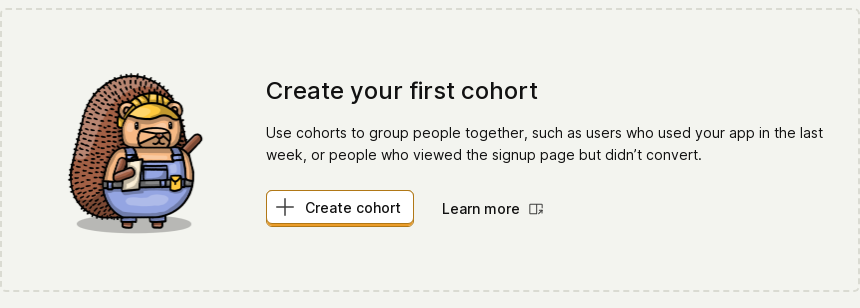 Create your first cohort
Use cohorts to group people together, such as users who used your app in the last
week, or people who viewed the signup page but didn’t convert.
Create cohort
Learn more